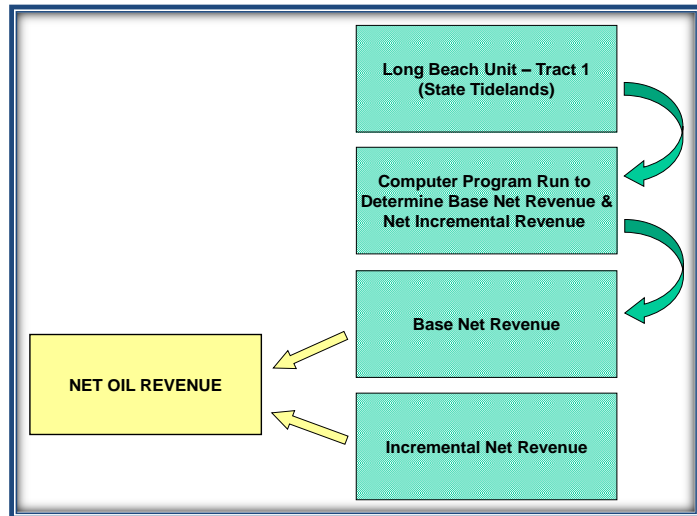 Long Beach Unit – Tract 1
(State Tidelands)
Computer Program Run to
Determine Base Net Revenue &
Net Incremental Revenue
Base Net Revenue
NET OIL REVENUE
Incremental Net Revenue